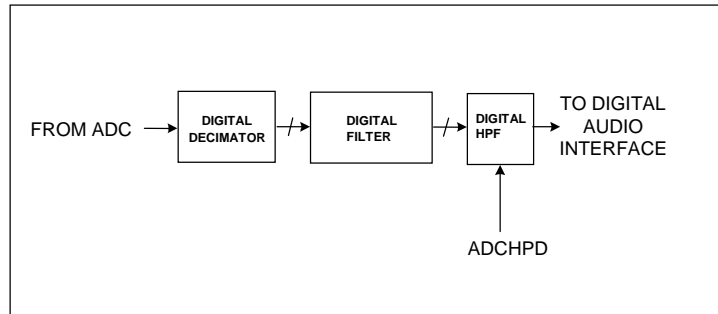 FROM ADC
DIGITAL
DECIMATOR
DIGITAL
FILTER
DIGITAL
HPF
TO DIGITAL
AUDIO
INTERFACE
ADCHPD